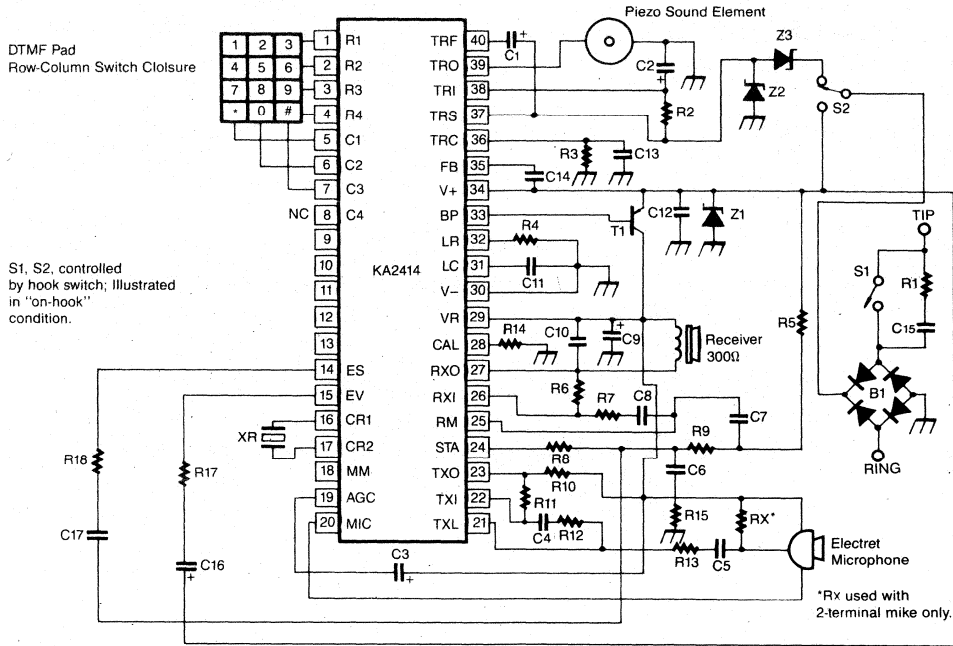 Piezo Sound Element
DTMF Pad
Row-Column Switch Clolsure
1 2 3
4 5 6
7 8 9
* 0 #
1 R1
2 R2
3 R3
4 R4
5 C1
6 C2
7 C3
NC 8 C4
9
10
11
12
13
14 ES
15 EV
16 CR1
17 CR2
18 MM
19 AGC
20 MIC
KA2414
TRF 40
TRO 39
TRI 38
TRS 37
TRC 36
FB 35
V+ 34
BP 33
LR 32
LC 31
V− 30
VR 29
CAL 28
RXO 27
RXI 26
RM 25
STA 24
TXO 23
TXI 22
TXL 21
C1
+
C2
+
R2
Z3
Z2
S2
R3
C13
C14
T1
C12
Z1
R4
C11
S1, S2, controlled
by hook switch; Illustrated
in "on-hook"
condition.
TIP
S1
R1
C15
B1
RING
R5
R14
C10
C9
+
Receiver
300Ω
R6
R7
C8
C7
R8
R9
R10
C6
R11
C4
R12
R15
RX*
R13
C5
XR
R18
R17
C17
C16
+
C3
+
Electret
Microphone
*Rx used with
2-terminal mike only.